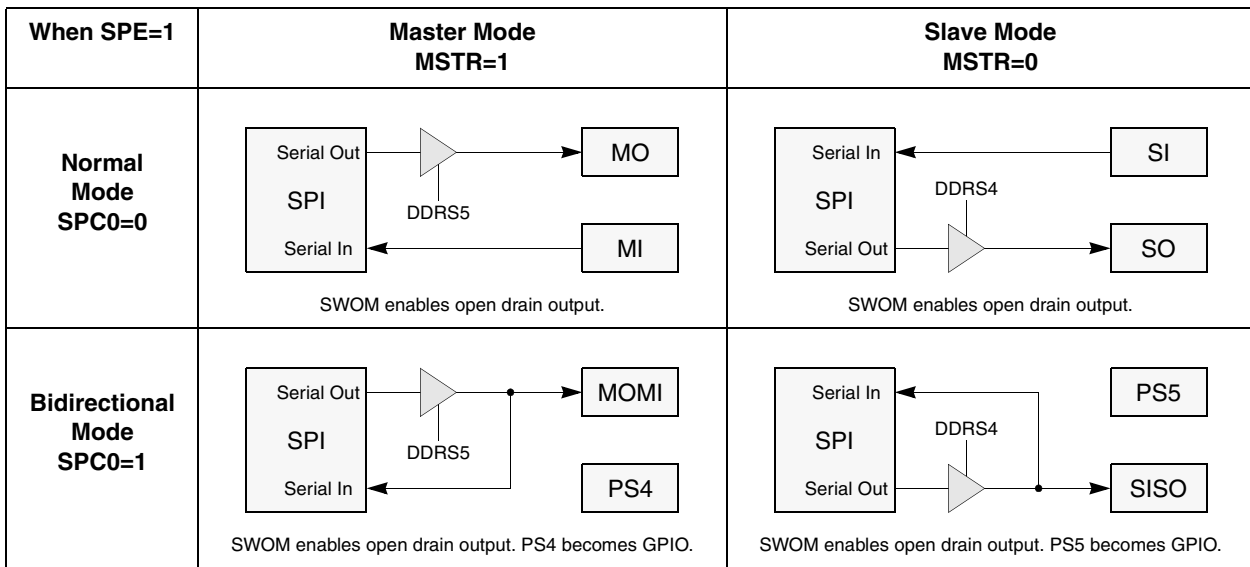 When SPE=1
Master Mode
MSTR=1
Slave Mode
MSTR=0
Normal
Mode
SPC0=0
Serial Out
SPI
Serial In
DDRS5
MO
MI
SWOM enables open drain output.
Serial In
SPI
Serial Out
DDRS4
SI
SO
SWOM enables open drain output.
Bidirectional
Mode
SPC0=1
Serial Out
SPI
Serial In
DDRS5
MOMI
PS4
SWOM enables open drain output. PS4 becomes GPIO.
Serial In
SPI
Serial Out
DDRS4
PS5
SISO
SWOM enables open drain output. PS5 becomes GPIO.